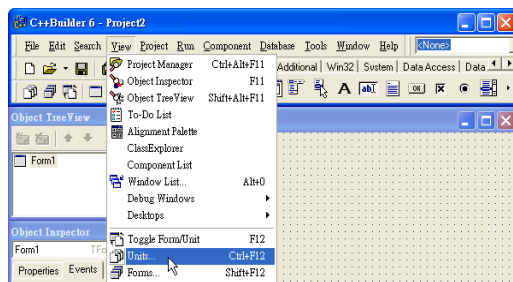 C++Builder 6 - Project2
File Edit Search View Project Run Component Database Tools Window Help <None>
Additional Win32 System Data Access Data
Project Manager Ctrl+Alt+F11
Object Inspector F11
Object TreeView Shift+Alt+F11
To-Do List
Alignment Palette
ClassExplorer
Component List
Window List... Alt+0
Debug Windows
Desktops
Toggle Form/Unit F12
Units... Ctrl+F12
Forms... Shift+F12
Object TreeView
Form1
Object Inspector
Form1 TFo
Properties Events